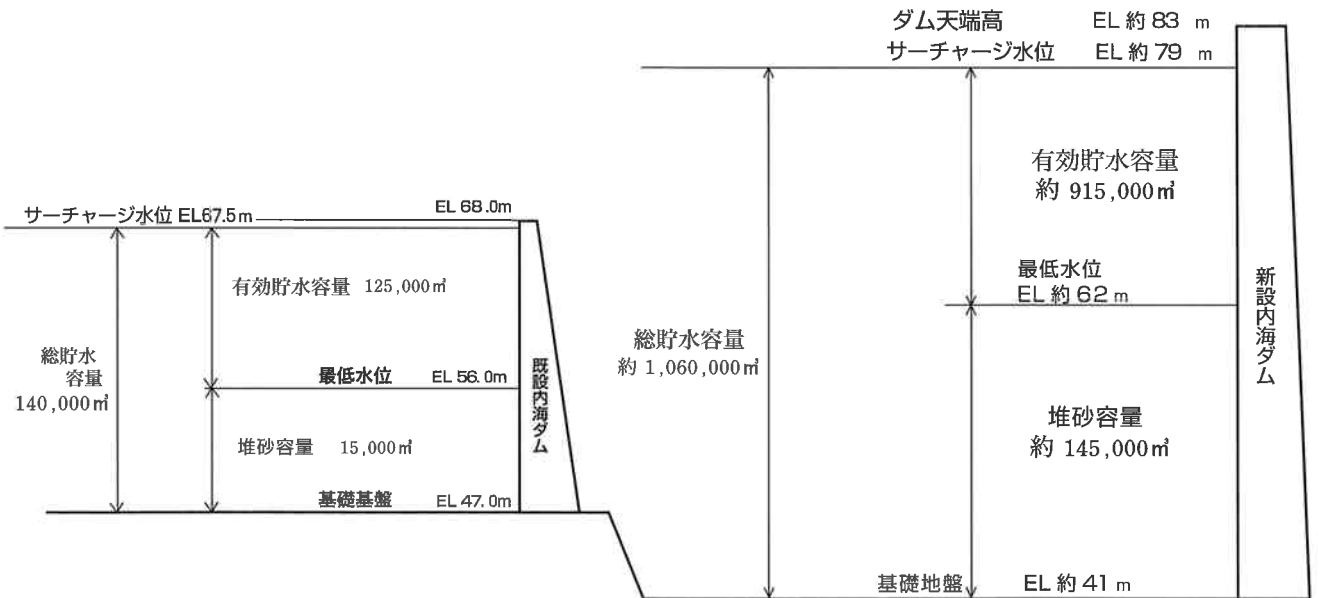 ダム天端高 EL 約 83 m
サーチャージ水位 EL 約 79 m
有効貯水容量
約 915,000㎥
最低水位
EL 約 62 m
総貯水容量
約 1,060,000㎥
堆砂容量
約 145,000㎥
基礎地盤 EL 約 41 m
新設内海ダム
サーチャージ水位 EL67.5m
EL 68.0m
有効貯水容量 125,000㎥
総貯水
容量
140,000㎥
最低水位 EL 56.0m
堆砂容量 15,000㎥
基礎基盤 EL 47.0m
既設内海ダム